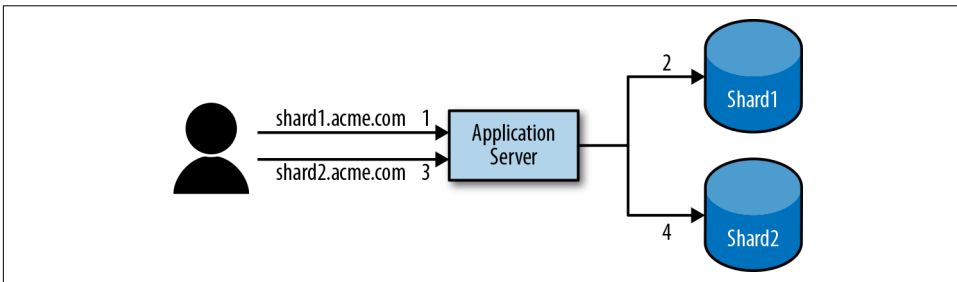 shard1.acme.com 1
shard2.acme.com 3
Application
Server
2
Shard1
4
Shard2